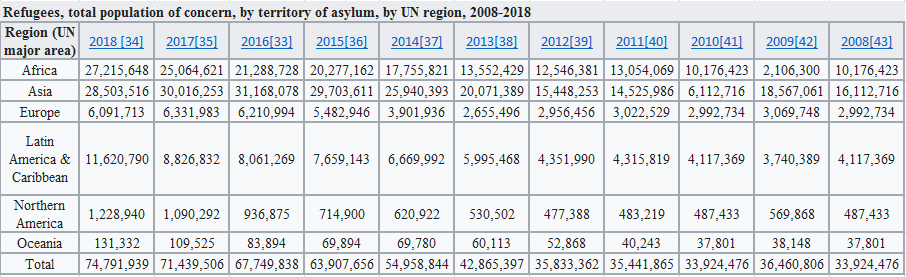 Refugees, total population of concern, by territory of asylum, by UN region, 2008-2018
Region (UN major area) 2018 [34] 2017[35] 2016[33] 2015[36] 2014[37] 2013[38] 2012[39] 2011[40] 2010[41] 2009[42] 2008[43]
Africa 27,215,648 25,064,621 21,288,728 20,277,162 17,755,821 13,552,429 12,546,381 13,054,069 10,176,423 2,106,300 10,176,423
Asia 28,503,516 30,016,253 31,168,078 29,703,611 25,940,393 20,071,389 15,448,253 14,525,986 6,112,716 18,567,061 16,112,716
Europe 6,091,713 6,331,983 6,210,994 5,482,946 3,901,936 2,655,496 2,956,456 3,022,529 2,992,734 3,069,748 2,992,734
Latin America & Caribbean 11,620,790 8,826,832 8,061,269 7,659,143 6,669,992 5,995,468 4,351,990 4,315,819 4,117,369 3,740,389 4,117,369
Northern America 1,228,940 1,090,292 936,875 714,900 620,922 530,502 477,388 483,219 487,433 569,868 487,433
Oceania 131,332 109,525 83,894 69,894 69,780 60,113 52,868 40,243 37,801 38,148 37,801
Total 74,791,939 71,439,506 67,749,838 63,907,656 54,958,844 42,865,397 35,833,362 35,441,865 33,924,476 36,460,806 33,924,476